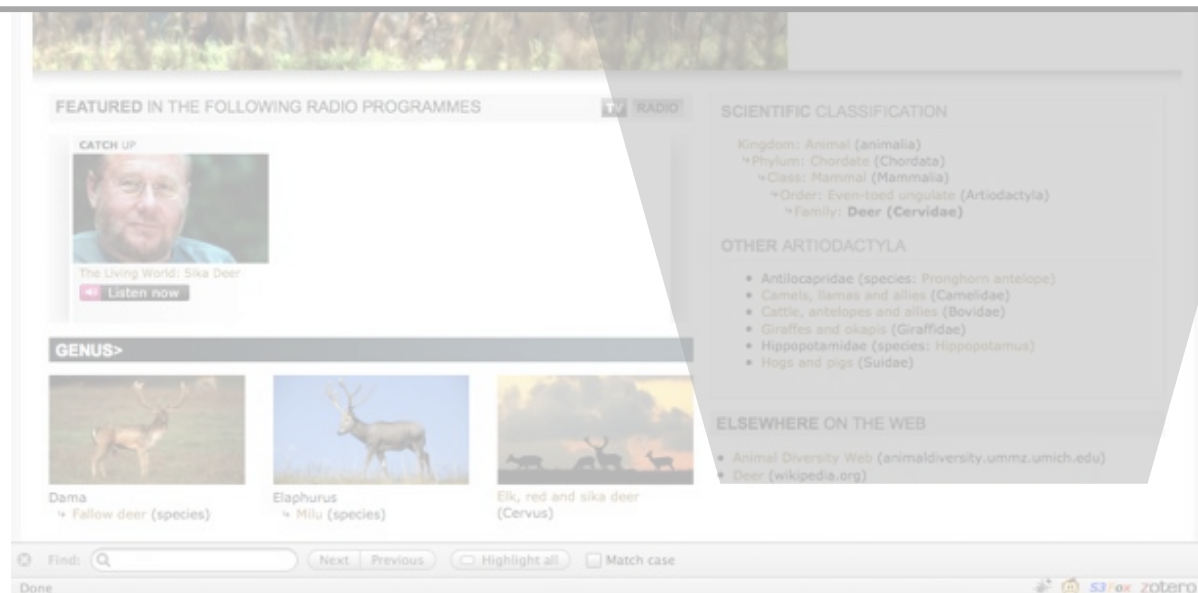 FEATURED IN THE FOLLOWING RADIO PROGRAMMES
TV RADIO
CATCH UP
The Living World: Sika Deer
Listen now
GENUS>
Dama
↳ Fallow deer (species)
Elaphurus
↳ Milu (species)
Elk, red and sika deer
(Cervus)
SCIENTIFIC CLASSIFICATION
Kingdom: Animal (animalia)
↳Phylum: Chordate (Chordata)
↳Class: Mammal (Mammalia)
↳Order: Even-toed ungulate (Artiodactyla)
↳Family: Deer (Cervidae)
OTHER ARTIODACTYLA
• Antilocapridae (species: Pronghorn antelope)
• Camels, llamas and allies (Camelidae)
• Cattle, antelopes and allies (Bovidae)
• Giraffes and okapis (Giraffidae)
• Hippopotamidae (species: Hippopotamus)
• Hogs and pigs (Suidae)
ELSEWHERE ON THE WEB
• Animal Diversity Web (animaldiversity.ummz.umich.edu)
• Deer (wikipedia.org)
Find: Next Previous Highlight all Match case
Done S3Fox zotero